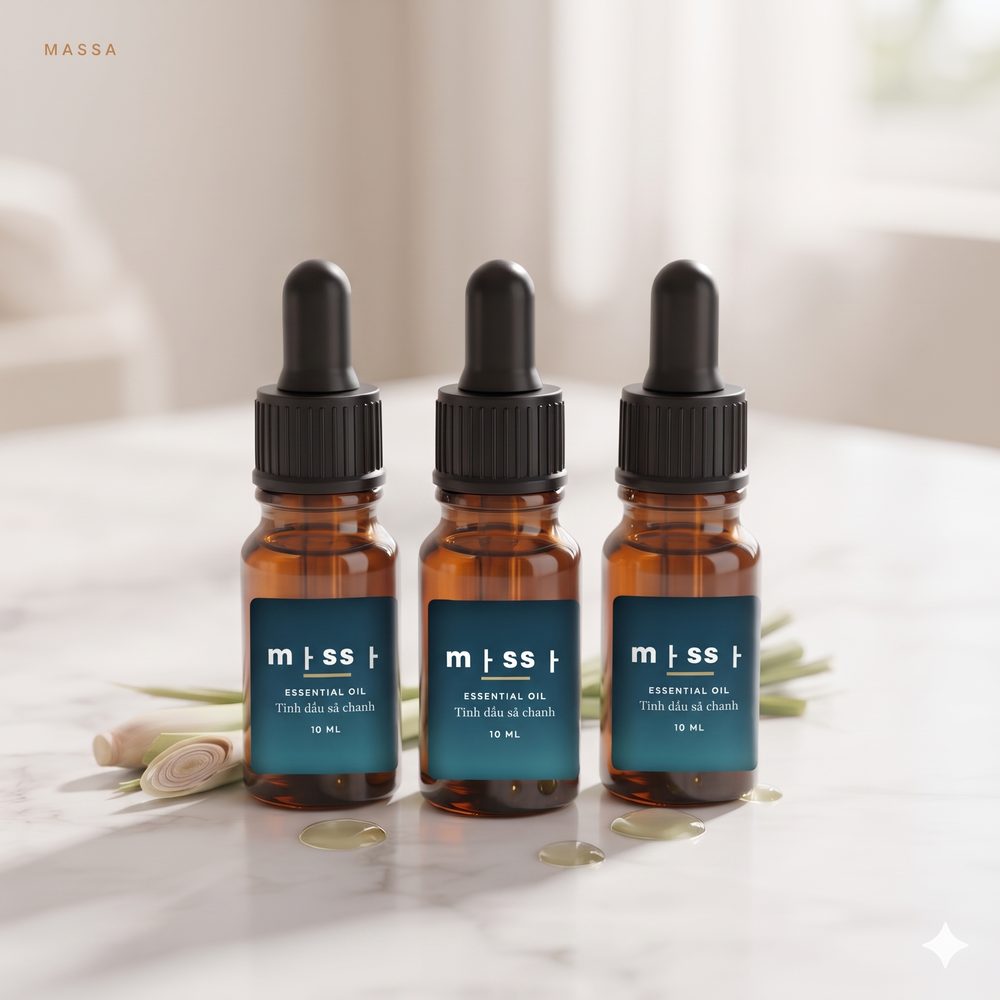 MASSA
mㅏssㅏ
ESSENTIAL OIL
Tinh dầu sả chanh
10 ML
mㅏssㅏ
ESSENTIAL OIL
Tinh dầu sả chanh
10 ML
mㅏssㅏ
ESSENTIAL OIL
Tinh dầu sả chanh
10 ML